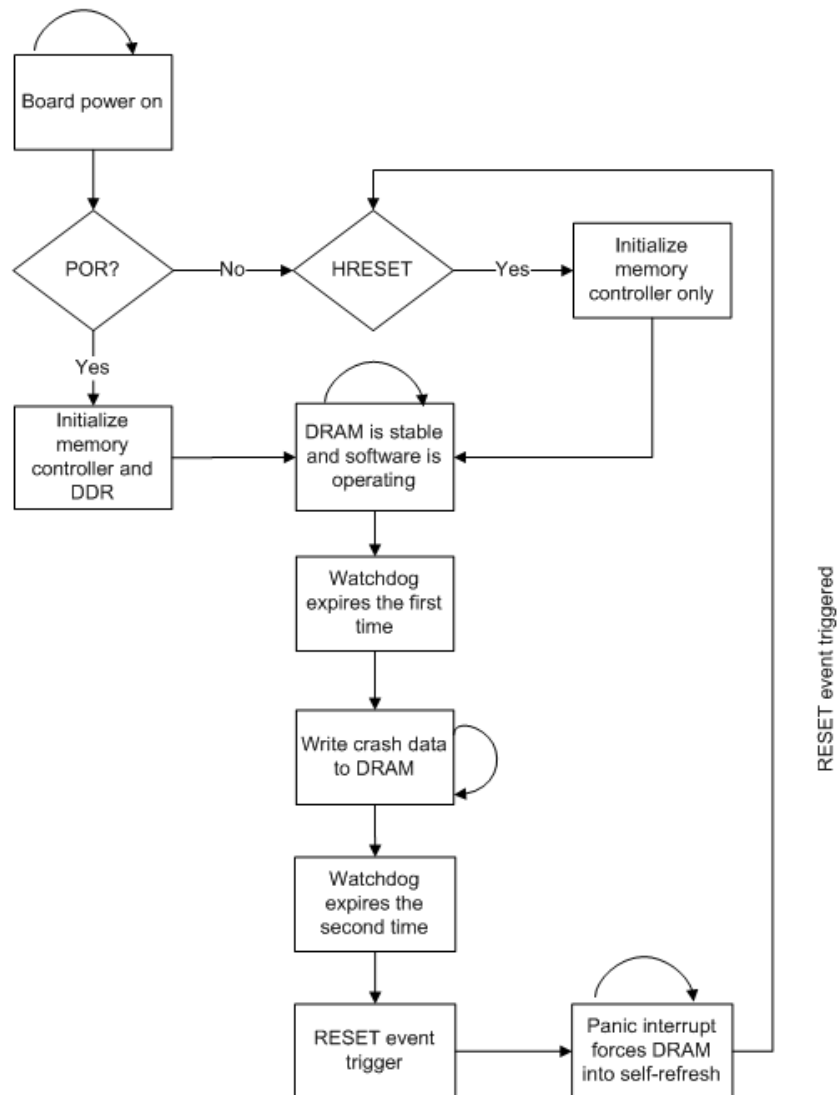 Board power on
POR?
No
HRESET
Yes
Initialize
memory
controller only
Yes
Initialize
memory
controller and
DDR
DRAM is stable
and software is
operating
Watchdog
expires the first
time
RESET event triggered
Write crash data
to DRAM
Watchdog
expires the
second time
RESET event
trigger
Panic interrupt
forces DRAM
into self-refresh